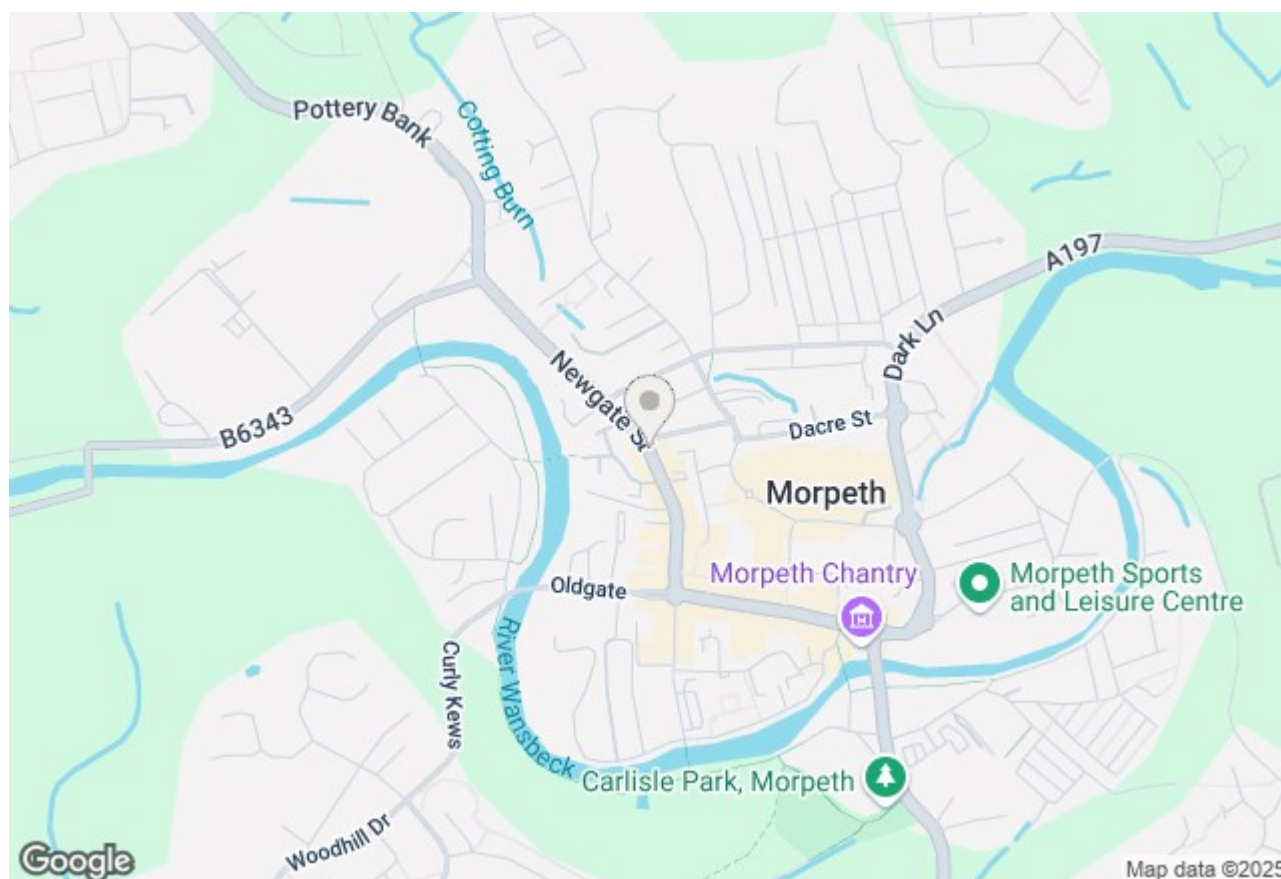 Pottery Bank
Cotting Burn
A197
Dark Ln
Newgate St
B6343
Dacre St
Morpeth
Morpeth Chantry
Morpeth Sports
and Leisure Centre
Oldgate
River Wansbeck
Curly Kews
Carlisle Park, Morpeth
Woodhill Dr
Google
Map data ©2025